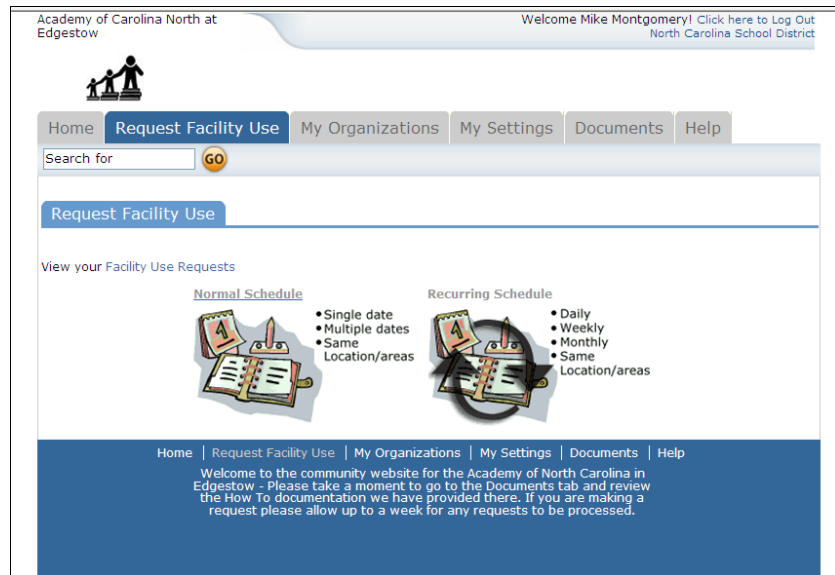 Academy of Carolina North at
Edgestow
Welcome Mike Montgomery! Click here to Log Out
North Carolina School District
Home Request Facility Use My Organizations My Settings Documents Help
Search for GO
Request Facility Use
View your Facility Use Requests
Normal Schedule
•Single date
•Multiple dates
•Same
Location/areas
Recurring Schedule
•Daily
•Weekly
•Monthly
•Same
Location/areas
Home | Request Facility Use | My Organizations | My Settings | Documents | Help
Welcome to the community website for the Academy of North Carolina in
Edgestow - Please take a moment to go to the Documents tab and review
the How To documentation we have provided there. If you are making a
request please allow up to a week for any requests to be processed.